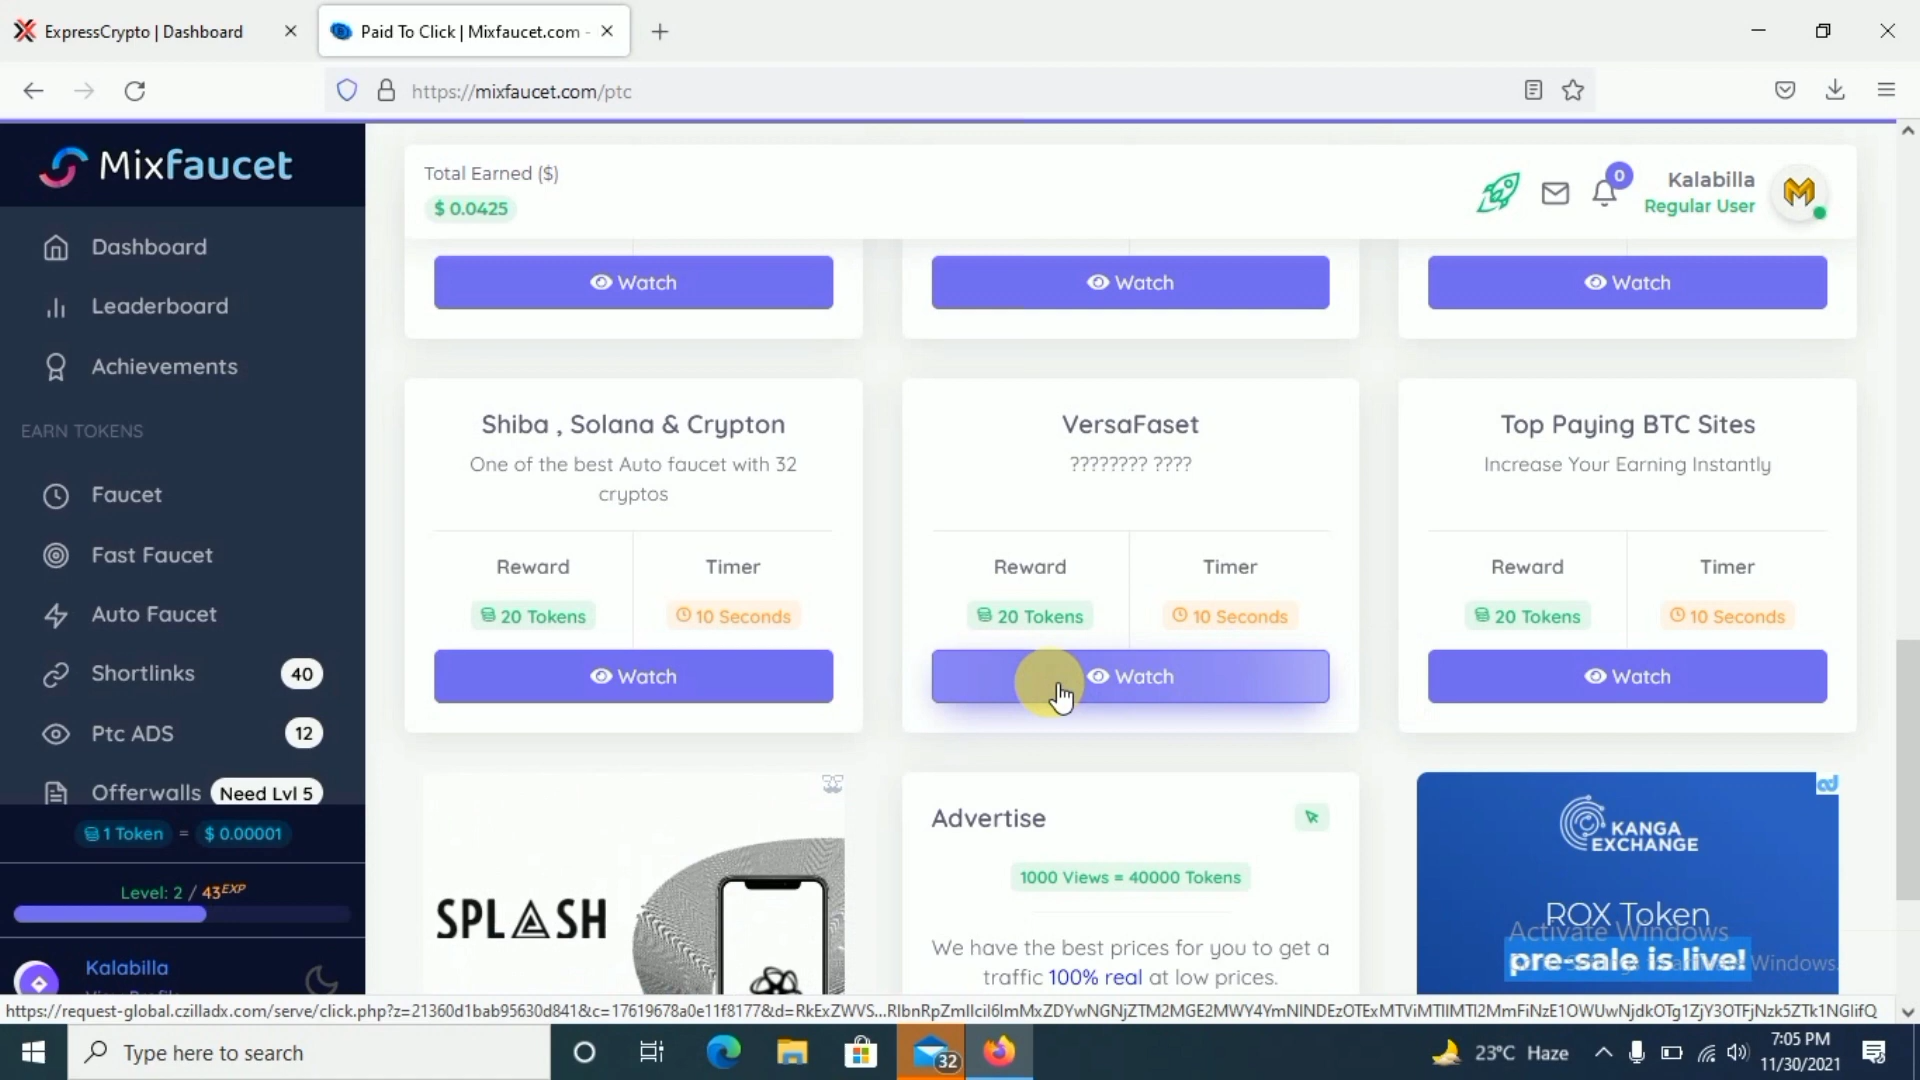 ExpressCrypto | Dashboard
Paid To Click | Mixfaucet.com -
https://mixfaucet.com/ptc
Mixfaucet
Total Earned ($)
$ 0.0425
0
Kalabilla
Regular User
Dashboard
Leaderboard
Achievements
EARN TOKENS
Faucet
Fast Faucet
Auto Faucet
Shortlinks 40
Ptc ADS 12
Offerwalls Need Lvl 5
1 Token = $ 0.00001
Level: 2 / 43EXP
Kalabilla
Watch
Watch
Watch
Shiba , Solana & Crypton
One of the best Auto faucet with 32
cryptos
Reward Timer
20 Tokens 10 Seconds
Watch
VersaFaset
???????? ????
Reward Timer
20 Tokens 10 Seconds
Watch
Top Paying BTC Sites
Increase Your Earning Instantly
Reward Timer
20 Tokens 10 Seconds
Watch
SPLASH
Advertise
1000 Views = 40000 Tokens
We have the best prices for you to get a
traffic 100% real at low prices.
ad
KANGA
EXCHANGE
ROX Token
Activate Windows
pre-sale is live!
Windows.
Type here to search
32
23°C Haze
7:05 PM
11/30/2021